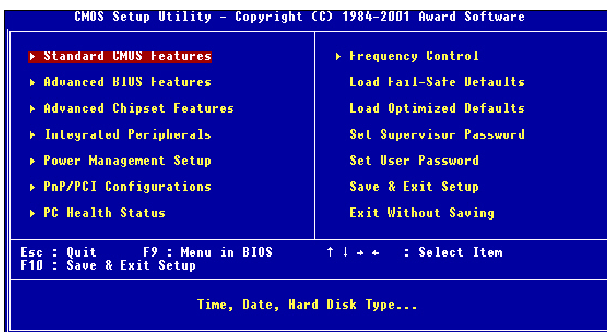 CMOS Setup Utility - Copyright (C) 1984-2001 Award Software
▸ Standard CMOS Features
▸ Advanced BIOS Features
▸ Advanced Chipset Features
▸ Integrated Peripherals
▸ Power Management Setup
▸ PnP/PCI Configurations
▸ PC Health Status
▸ Frequency Control
Load Fail-Safe Defaults
Load Optimized Defaults
Set Supervisor Password
Set User Password
Save & Exit Setup
Exit Without Saving
Esc : Quit F9 : Menu in BIOS ↑ ↓ → ← : Select Item
F10 : Save & Exit Setup
Time, Date, Hard Disk Type...